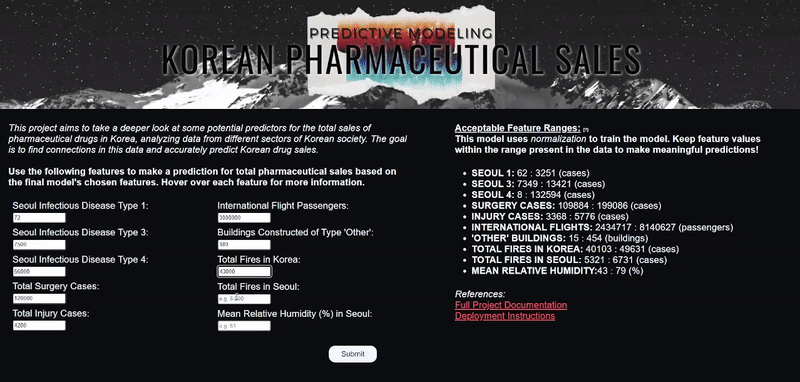 PREDICTIVE MODELING
KOREAN PHARMACEUTICAL SALES
This project aims to take a deeper look at some potential predictors for the total sales of
pharmaceutical drugs in Korea, analyzing data from different sectors of Korean society. The goal
is to find connections in this data and accurately predict Korean drug sales.
Use the following features to make a prediction for total pharmaceutical sales based on
the final model's chosen features. Hover over each feature for more information.
Seoul Infectious Disease Type 1:
72
Seoul Infectious Disease Type 3:
7500
Seoul Infectious Disease Type 4:
66000
Total Surgery Cases:
120000
Total Injury Cases:
4200
International Flight Passengers:
3000000
Buildings Constructed of Type 'Other':
Total Fires in Korea:
43000
Total Fires in Seoul:
Mean Relative Humidity (%) in Seoul:
e.g. 61
Submit
Acceptable Feature Ranges: [?]
This model uses normalization to train the model. Keep feature values
within the range present in the data to make meaningful predictions!
• SEOUL 1: 62 : 3251 (cases)
• SEOUL 3: 7349 : 13421 (cases)
• SEOUL 4: 8 : 132594 (cases)
• SURGERY CASES: 109884 : 199086 (cases)
• INJURY CASES: 3368 : 5776 (cases)
• INTERNATIONAL FLIGHTS: 2434717 : 8140627 (passengers)
• 'OTHER' BUILDINGS: 15 : 454 (buildings)
• TOTAL FIRES IN KOREA: 40103 : 49631 (cases)
• TOTAL FIRES IN SEOUL: 5321 : 6731 (cases)
• MEAN RELATIVE HUMIDITY:43 : 79 (%)
References:
Full Project Documentation
Deployment Instructions